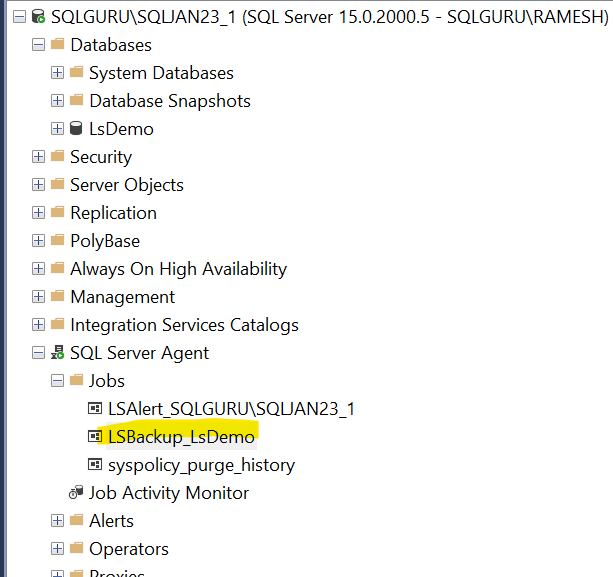 SQLGURU\SQLJAN23_1 (SQL Server 15.0.2000.5 - SQLGURU\RAMESH)
Databases
System Databases
Database Snapshots
LsDemo
Security
Server Objects
Replication
PolyBase
Always On High Availability
Management
Integration Services Catalogs
SQL Server Agent
Jobs
LSAlert_SQLGURU\SQLJAN23_1
LSBackup_LsDemo
syspolicy_purge_history
Job Activity Monitor
Alerts
Operators
Proxies